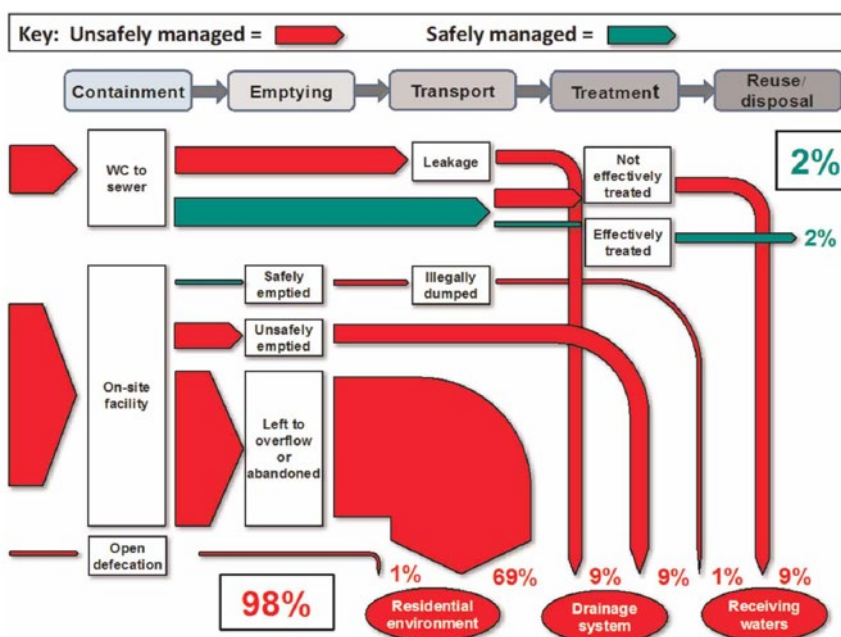 Key: Unsafely managed =
Safely managed =
Containment
Emptying
Transport
Treatment
Reuse/
disposal
2%
WC to
sewer
Leakage
Not
effectively
treated
Effectively
treated
2%
Safely
emptied
Illegally
dumped
Unsafely
emptied
On-site
facility
Left to
overflow
or
abandoned
Open
defecation
98%
1%
69%
9%
9%
1%
9%
Residential
environment
Drainage
system
Receiving
waters